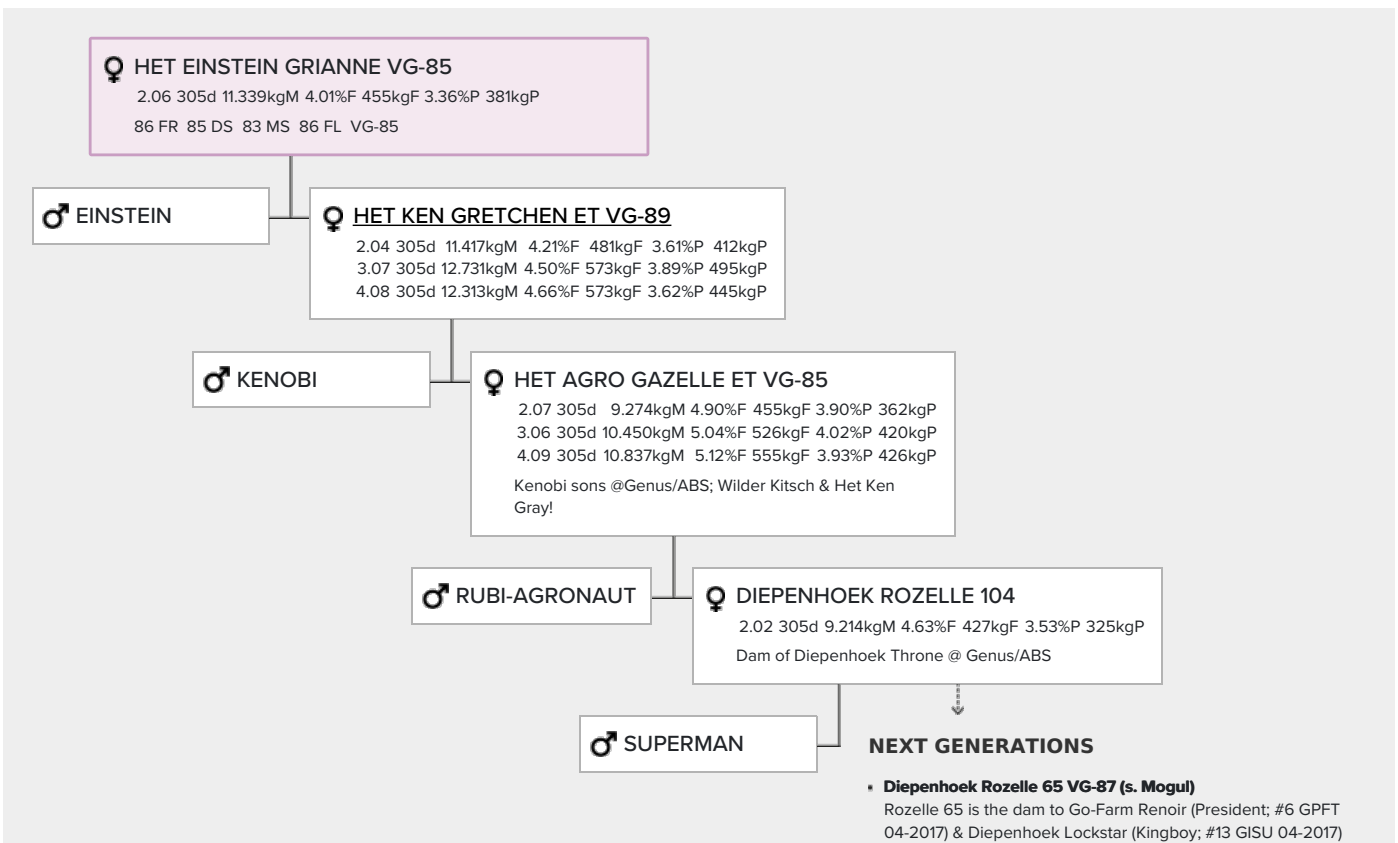 HET EINSTEIN GRIANNE VG-85
2.06 305d 11.339kgM 4.01%F 455kgF 3.36%P 381kgP
86 FR 85 DS 83 MS 86 FL VG-85
EINSTEIN
HET KEN GRETCHEN ET VG-89
2.04 305d 11.417kgM 4.21%F 481kgF 3.61%P 412kgP
3.07 305d 12.731kgM 4.50%F 573kgF 3.89%P 495kgP
4.08 305d 12.313kgM 4.66%F 573kgF 3.62%P 445kgP
KENOBI
HET AGRO GAZELLE ET VG-85
2.07 305d 9.274kgM 4.90%F 455kgF 3.90%P 362kgP
3.06 305d 10.450kgM 5.04%F 526kgF 4.02%P 420kgP
4.09 305d 10.837kgM 5.12%F 555kgF 3.93%P 426kgP
Kenobi sons @Genus/ABS; Wilder Kitsch & Het Ken
Gray!
RUBI-AGRONAUT
DIEPENHOEK ROZELLE 104
2.02 305d 9.214kgM 4.63%F 427kgF 3.53%P 325kgP
Dam of Diepenhoek Throne @ Genus/ABS
SUPERMAN
NEXT GENERATIONS
Diepenhoek Rozelle 65 VG-87 (s. Mogul)
Rozelle 65 is the dam to Go-Farm Renoir (President; #6 GPFT
04-2017) & Diepenhoek Lockstar (Kingboy; #13 GISU 04-2017)